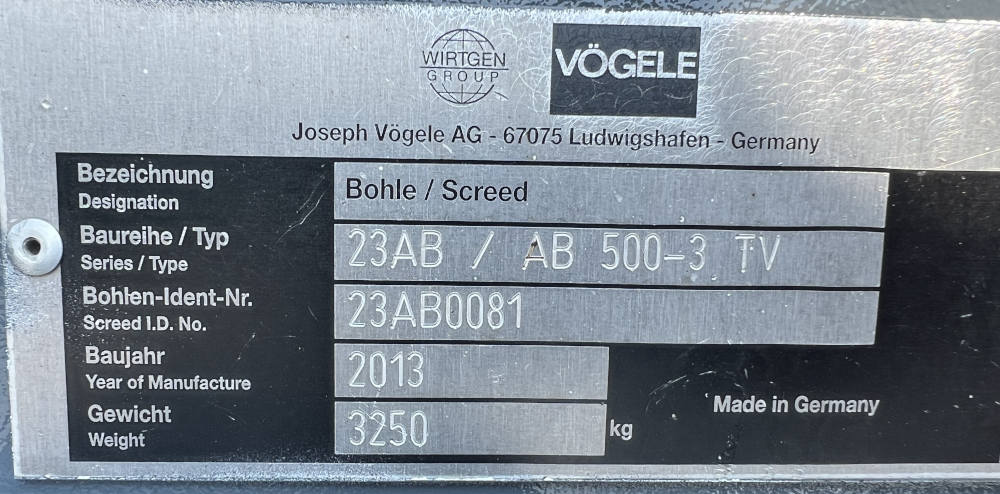 WIRTGEN
GROUP
VÖGELE
Joseph Vögele AG - 67075 Ludwigshafen - Germany
Bezeichnung
Designation
Bohle / Screed
Baureihe / Typ
Series / Type
23AB / AB 500-3 TV
Bohlen-Ident-Nr.
Screed I.D. No.
23AB0081
Baujahr
Year of Manufacture
2013
Gewicht
Weight
3250
kg
Made in Germany